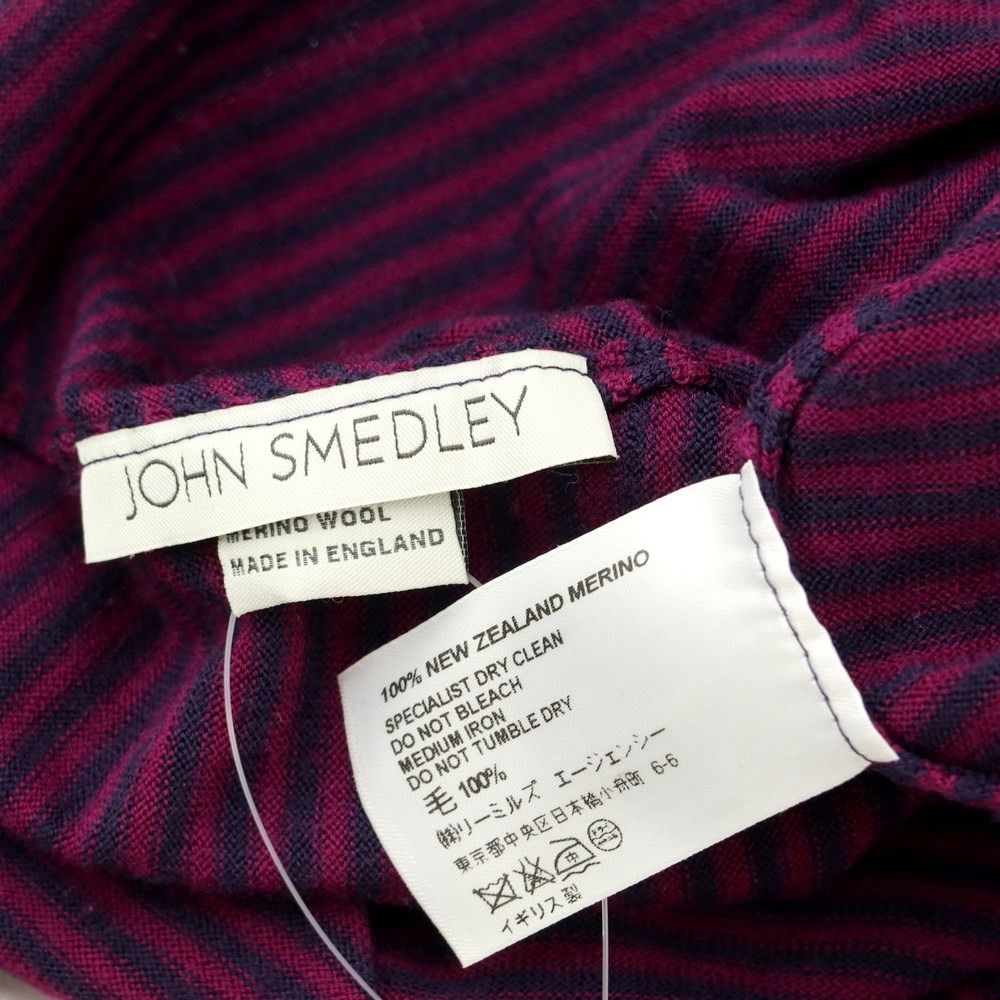 JOHN SMEDLEY
MERINO WOOL
MADE IN ENGLAND
100% NEW ZEALAND MERINO
SPECIALIST DRY CLEAN
DO NOT BLEACH
MEDIUM IRON
DO NOT TUMBLE DRY
毛 100%
㈱リーミルズ エージェンシー
東京都中央区日本橋小舟町 6-6
イギリス製